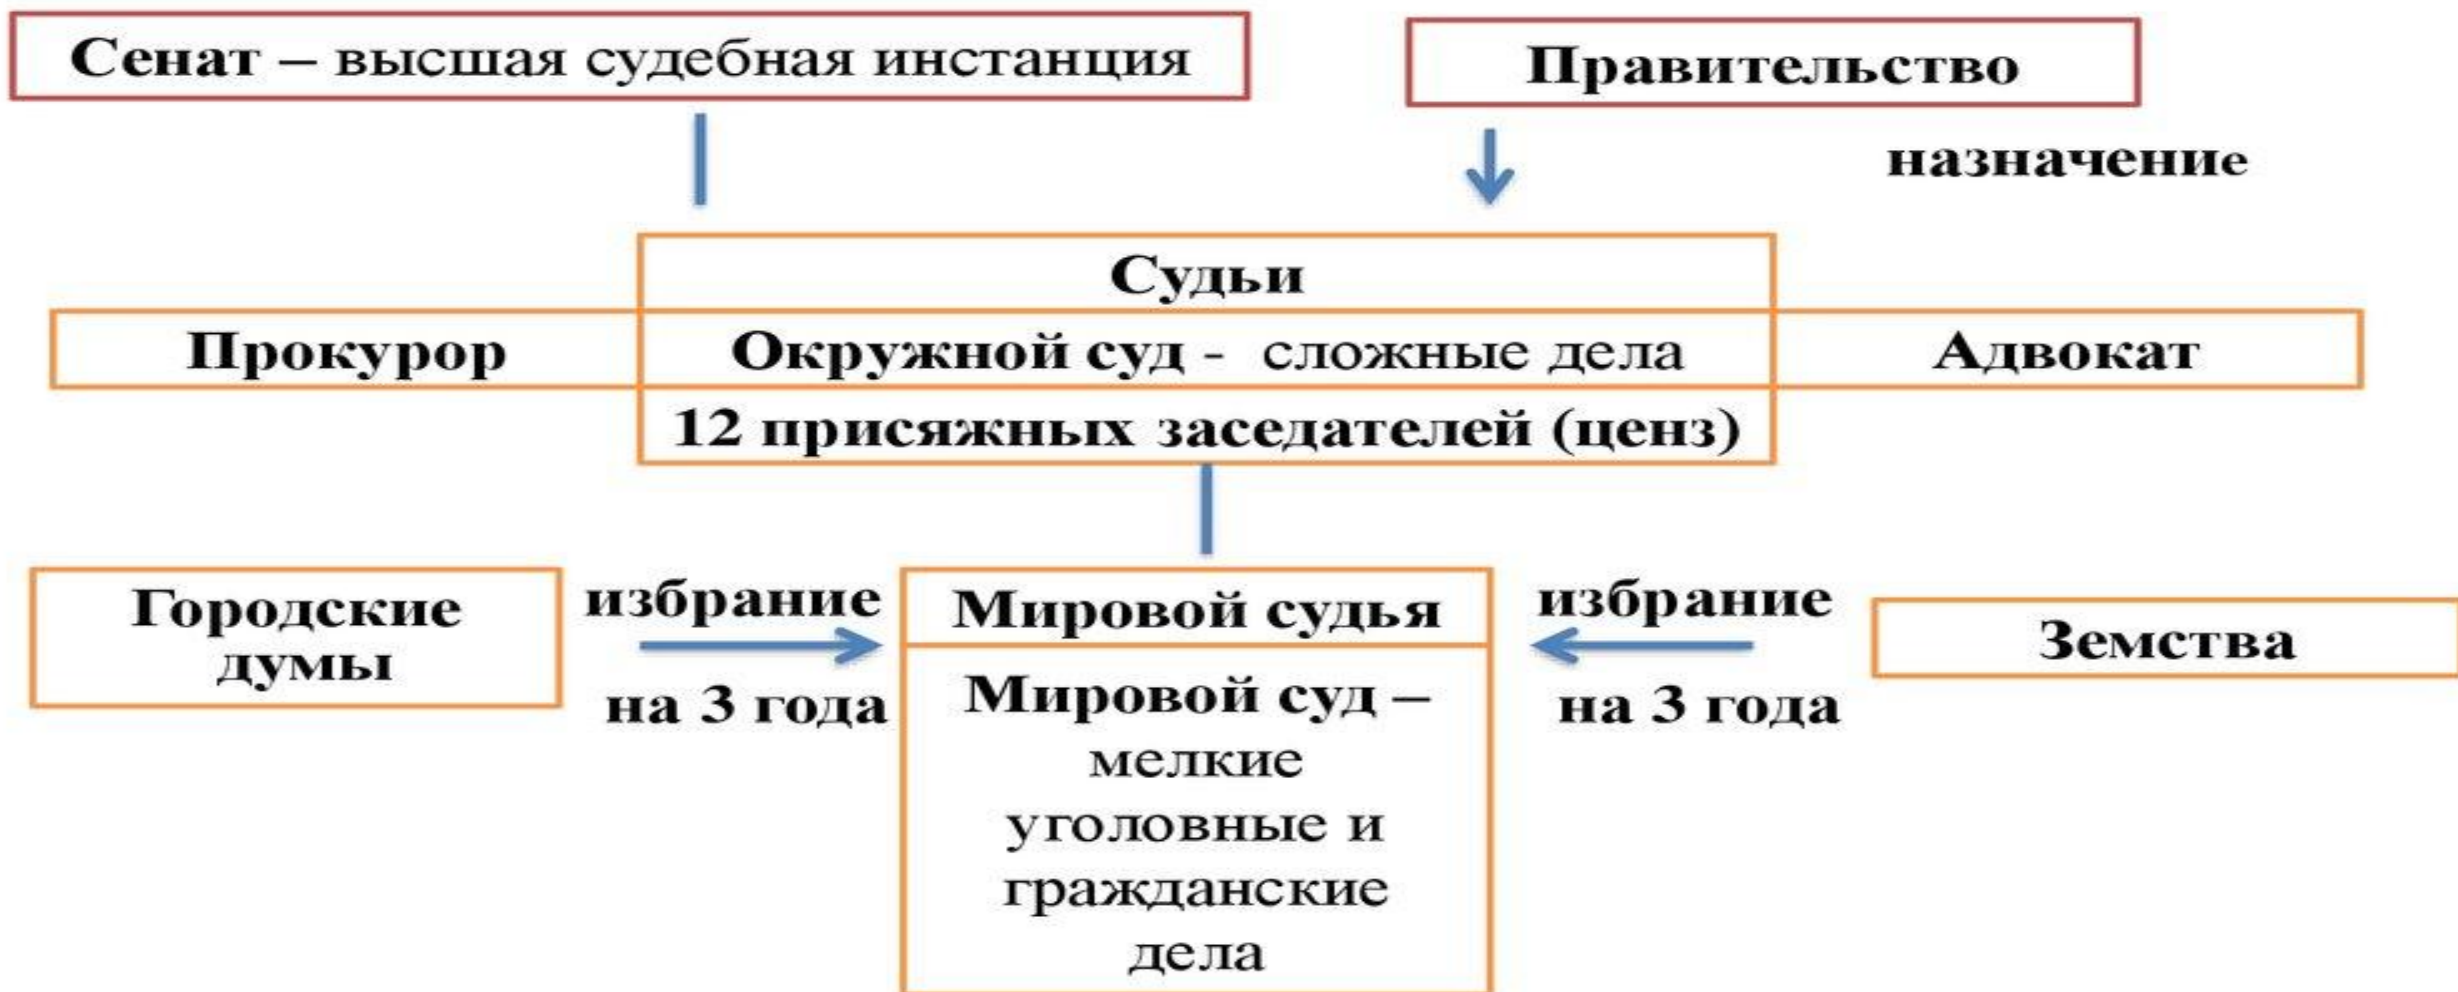 Сенат – высшая судебная инстанция
Правительство
назначение
Судьи
Прокурор
Окружной суд - сложные дела
Адвокат
12 присяжных заседателей (ценз)
Городские
думы
избрание
на 3 года
Мировой судья
Мировой суд –
мелкие
уголовные и
гражданские
дела
избрание
на 3 года
Земства